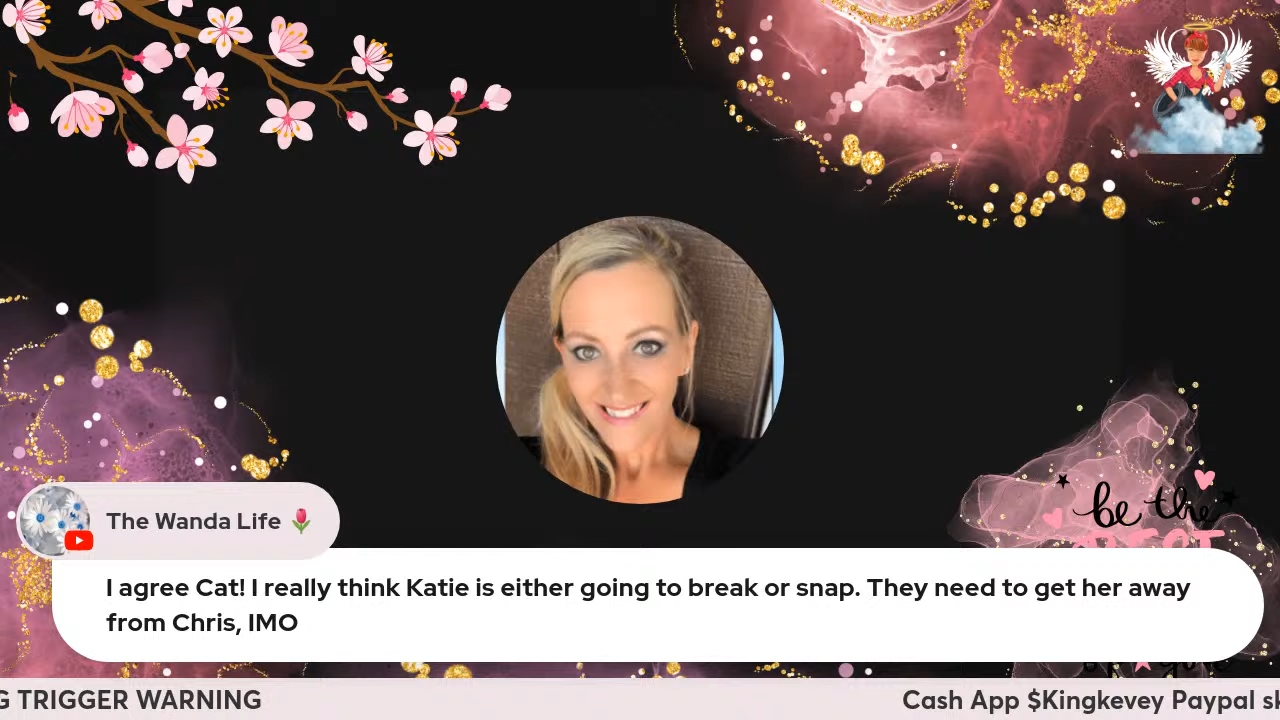 be the
The Wanda Life
I agree Cat! I really think Katie is either going to break or snap. They need to get her away
from Chris, IMO
G TRIGGER WARNING
Cash App $Kingkevey Paypal sk